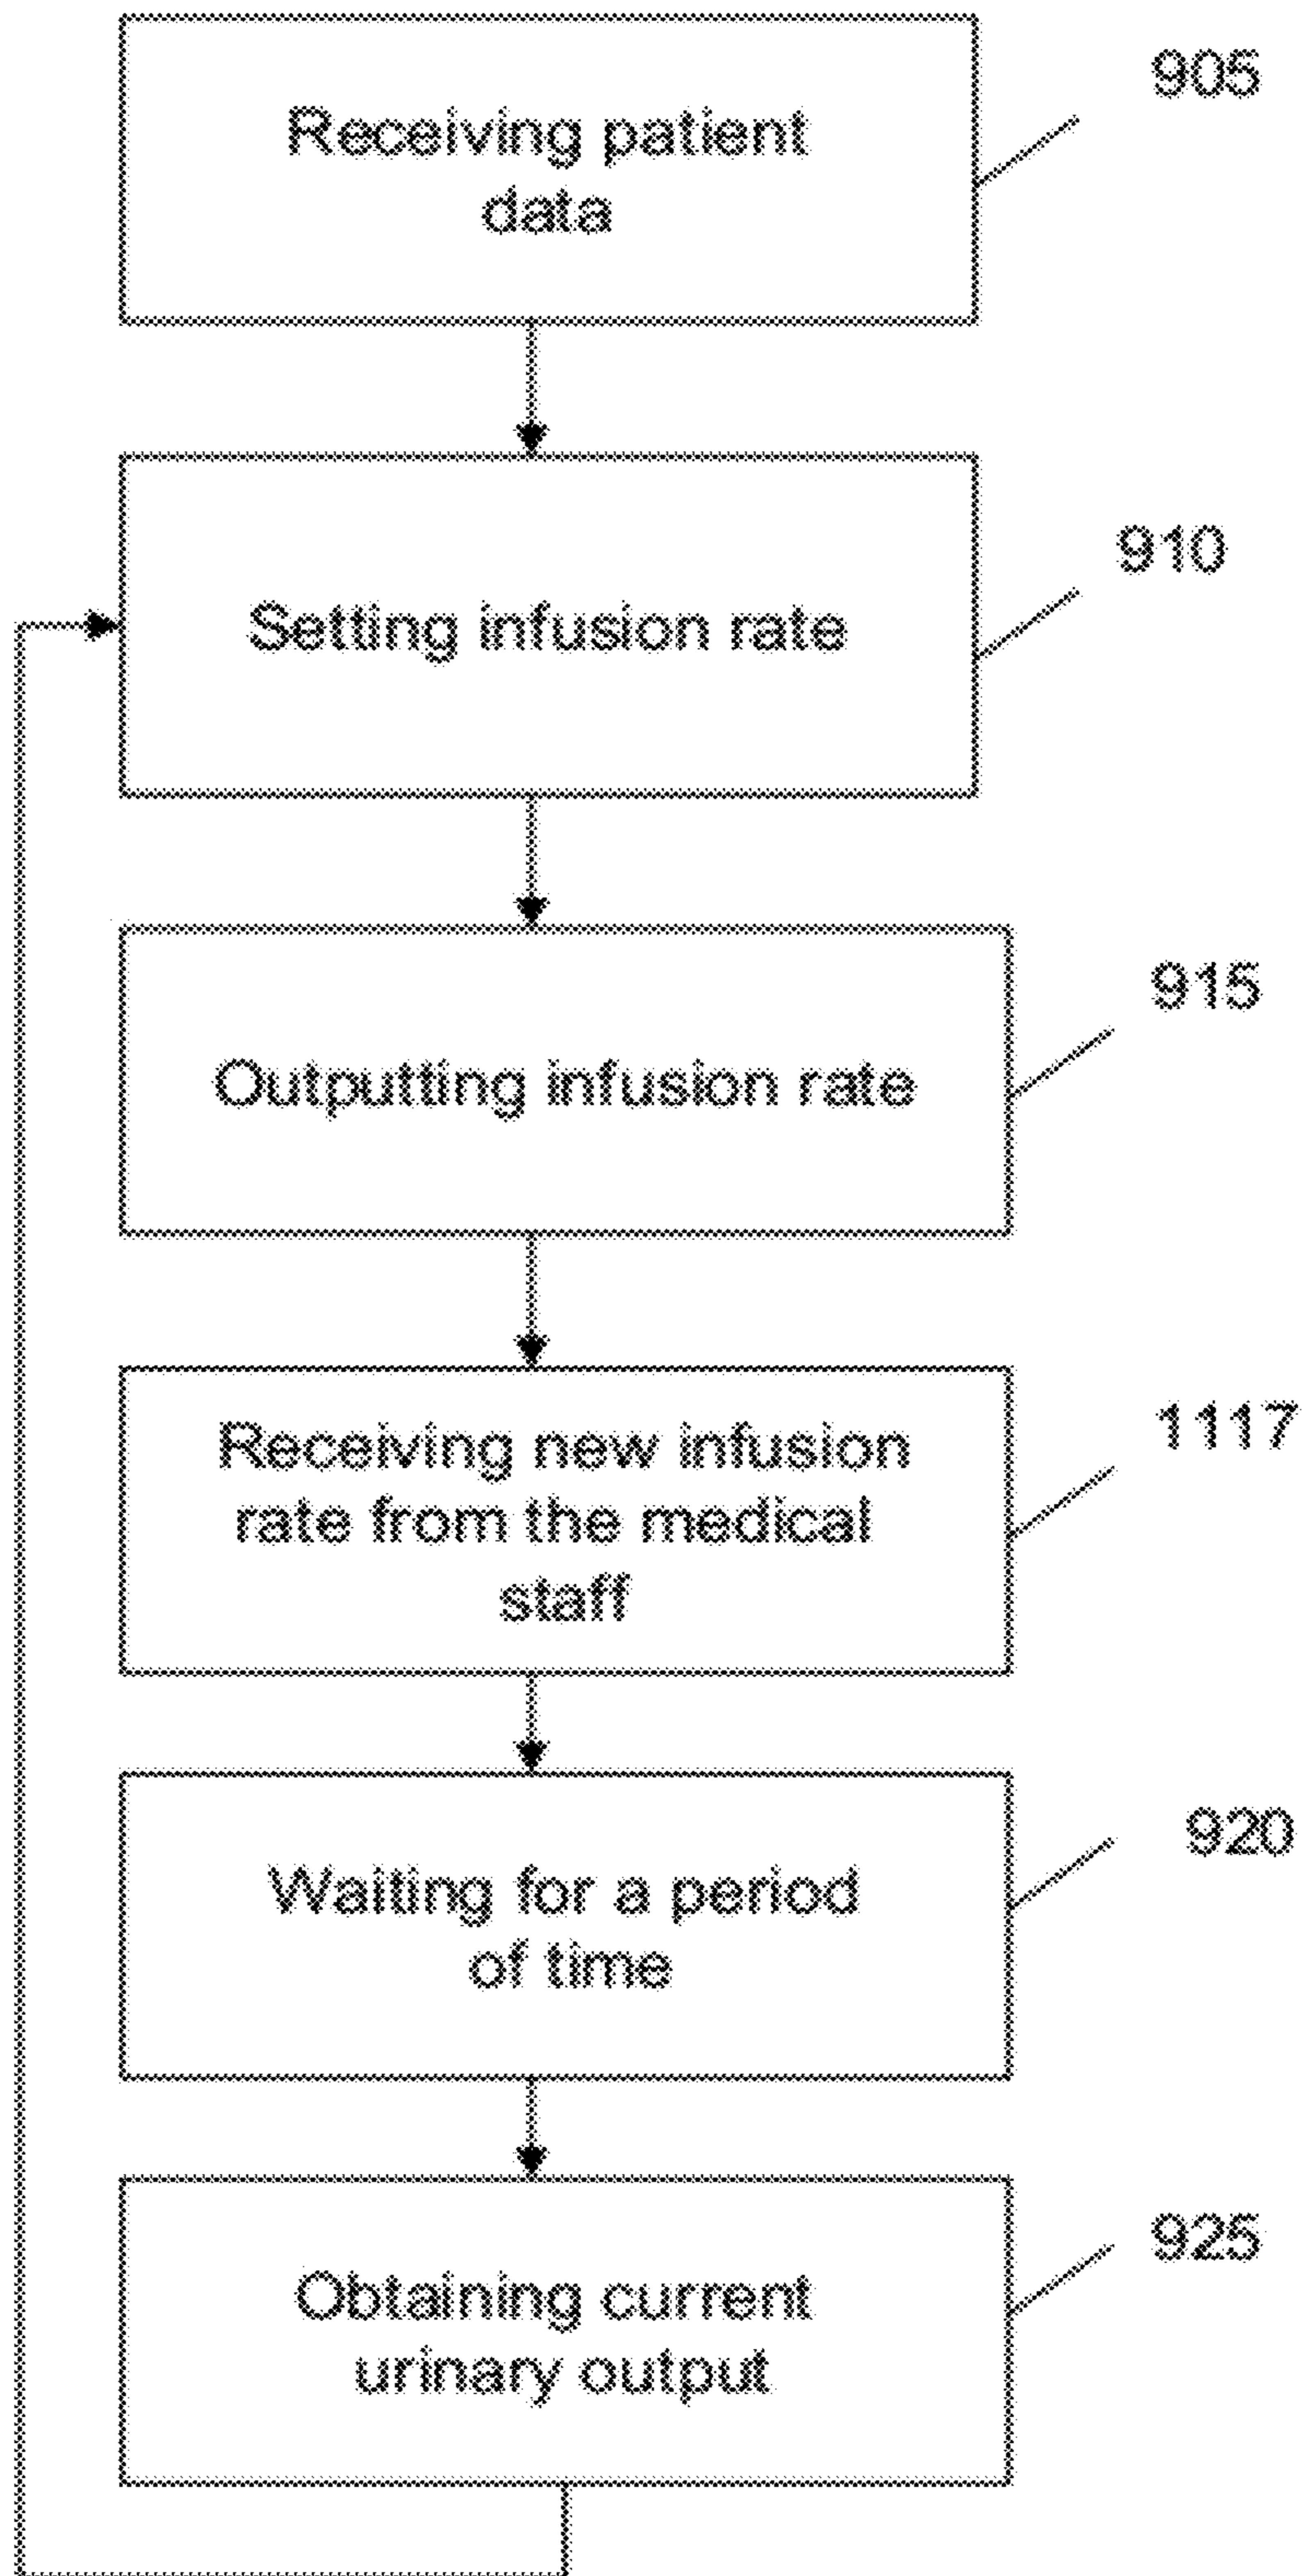 905
Receiving patient
data
910
Setting infusion rate
915
Outputting infusion rate
1117
Receiving new infusion
rate from the medical
staff
920
Waiting for a period
of time
925
Obtaining current
urinary output